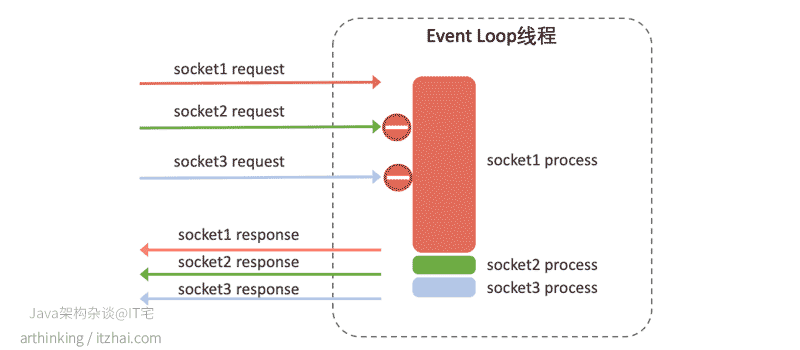 Event Loop线程
socket1 request
socket2 request
socket3 request
socket1 process
socket1 response
socket2 response
socket3 response
socket2 process
socket3 process
Java架构杂谈@IT宅
arthinking / itzhai.com